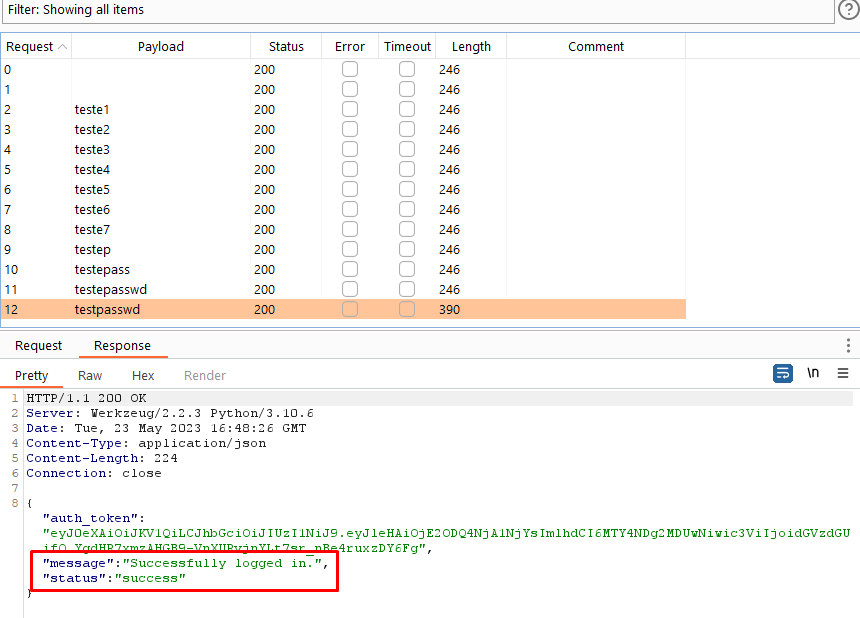 Filter: Showing all items
?
Request Payload Status Error Timeout Length Comment
0 200 246
1 200 246
2 teste1 200 246
3 teste2 200 246
4 teste3 200 246
5 teste4 200 246
6 teste5 200 246
7 teste6 200 246
8 teste7 200 246
9 testep 200 246
10 testepass 200 246
11 testepasswd 200 246
12 testpasswd 200 390
Request Response
Pretty Raw Hex Render \n
1 HTTP/1.1 200 OK
2 Server: Werkzeug/2.2.3 Python/3.10.6
3 Date: Tue, 23 May 2023 16:48:26 GMT
4 Content-Type: application/json
5 Content-Length: 224
6 Connection: close
7
8 {
"auth_token":
"message":"Successfully logged in.",
"status":"success"
}